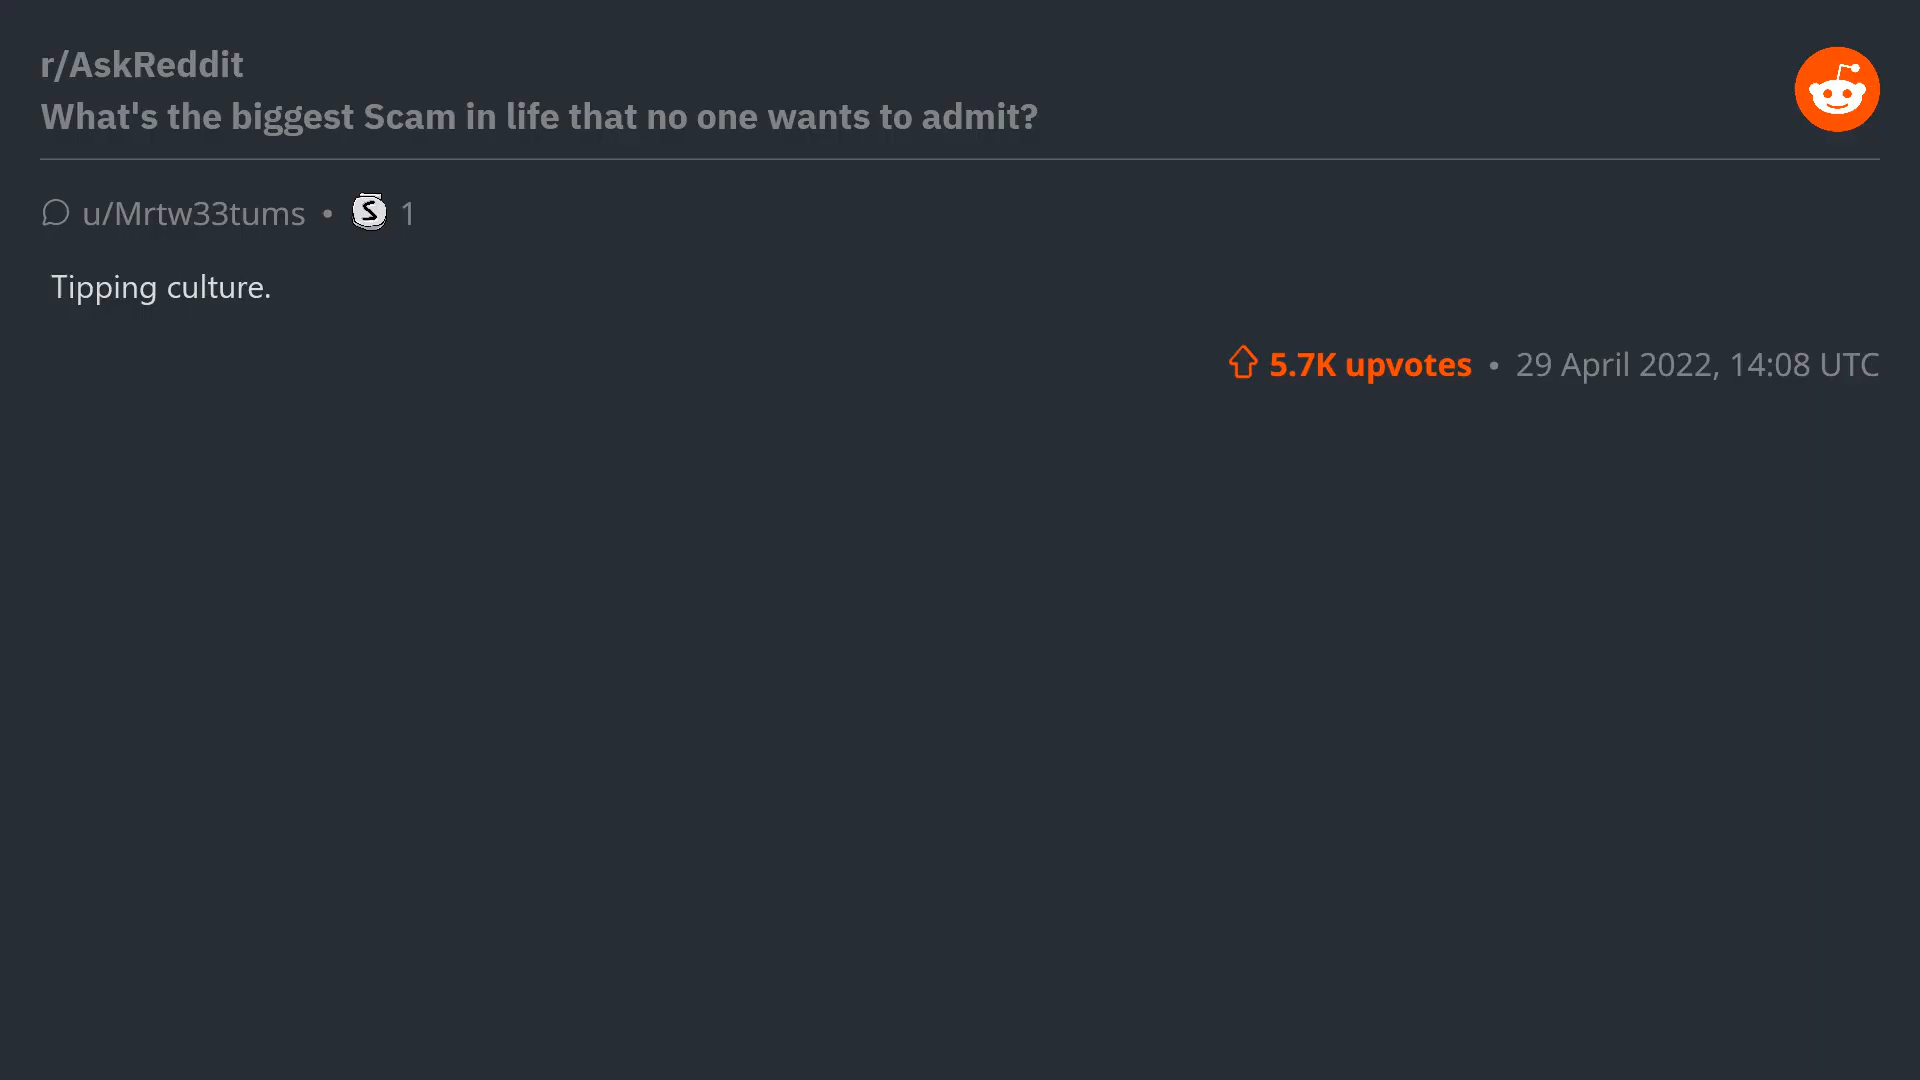 r/AskReddit
What's the biggest Scam in life that no one wants to admit?
u/Mrtw33tums • S 1
Tipping culture.
5.7K upvotes • 29 April 2022, 14:08 UTC